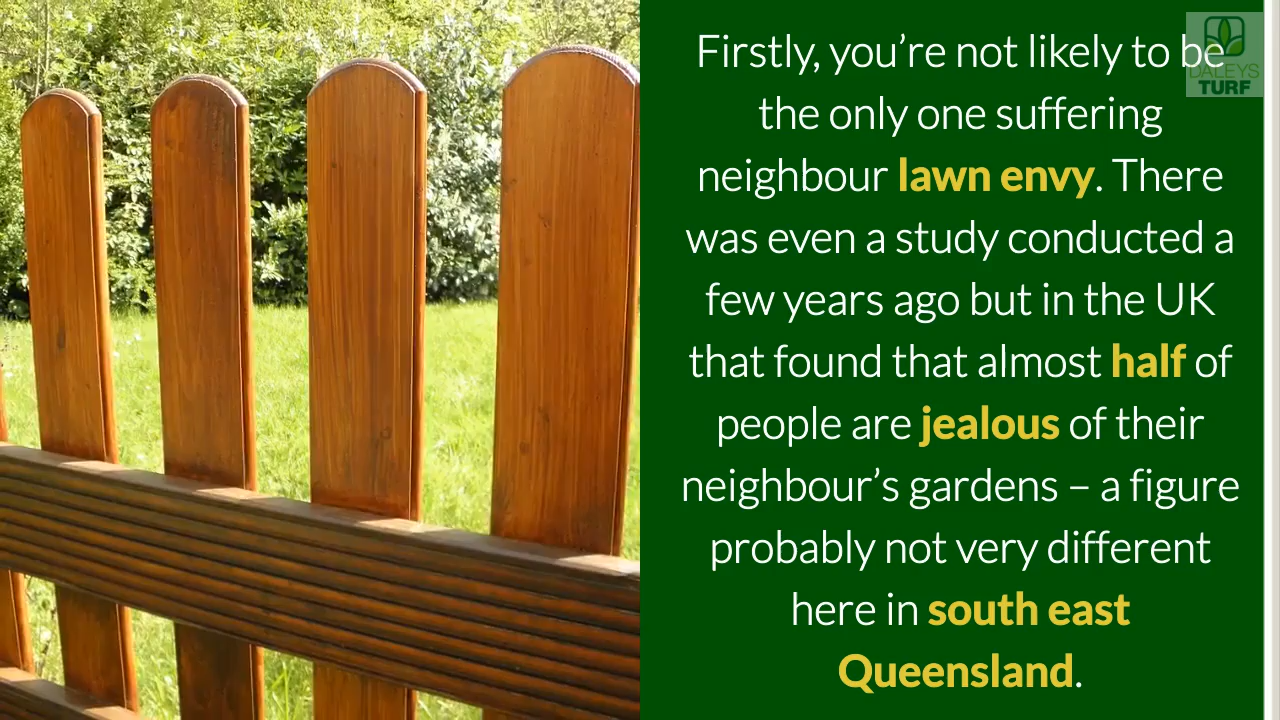 Firstly, you’re not likely to be
the only one suffering
neighbour lawn envy. There
was even a study conducted a
few years ago but in the UK
that found that almost half of
people are jealous of their
neighbour’s gardens – a figure
probably not very different
here in south east
Queensland.
DALEYS
TURF